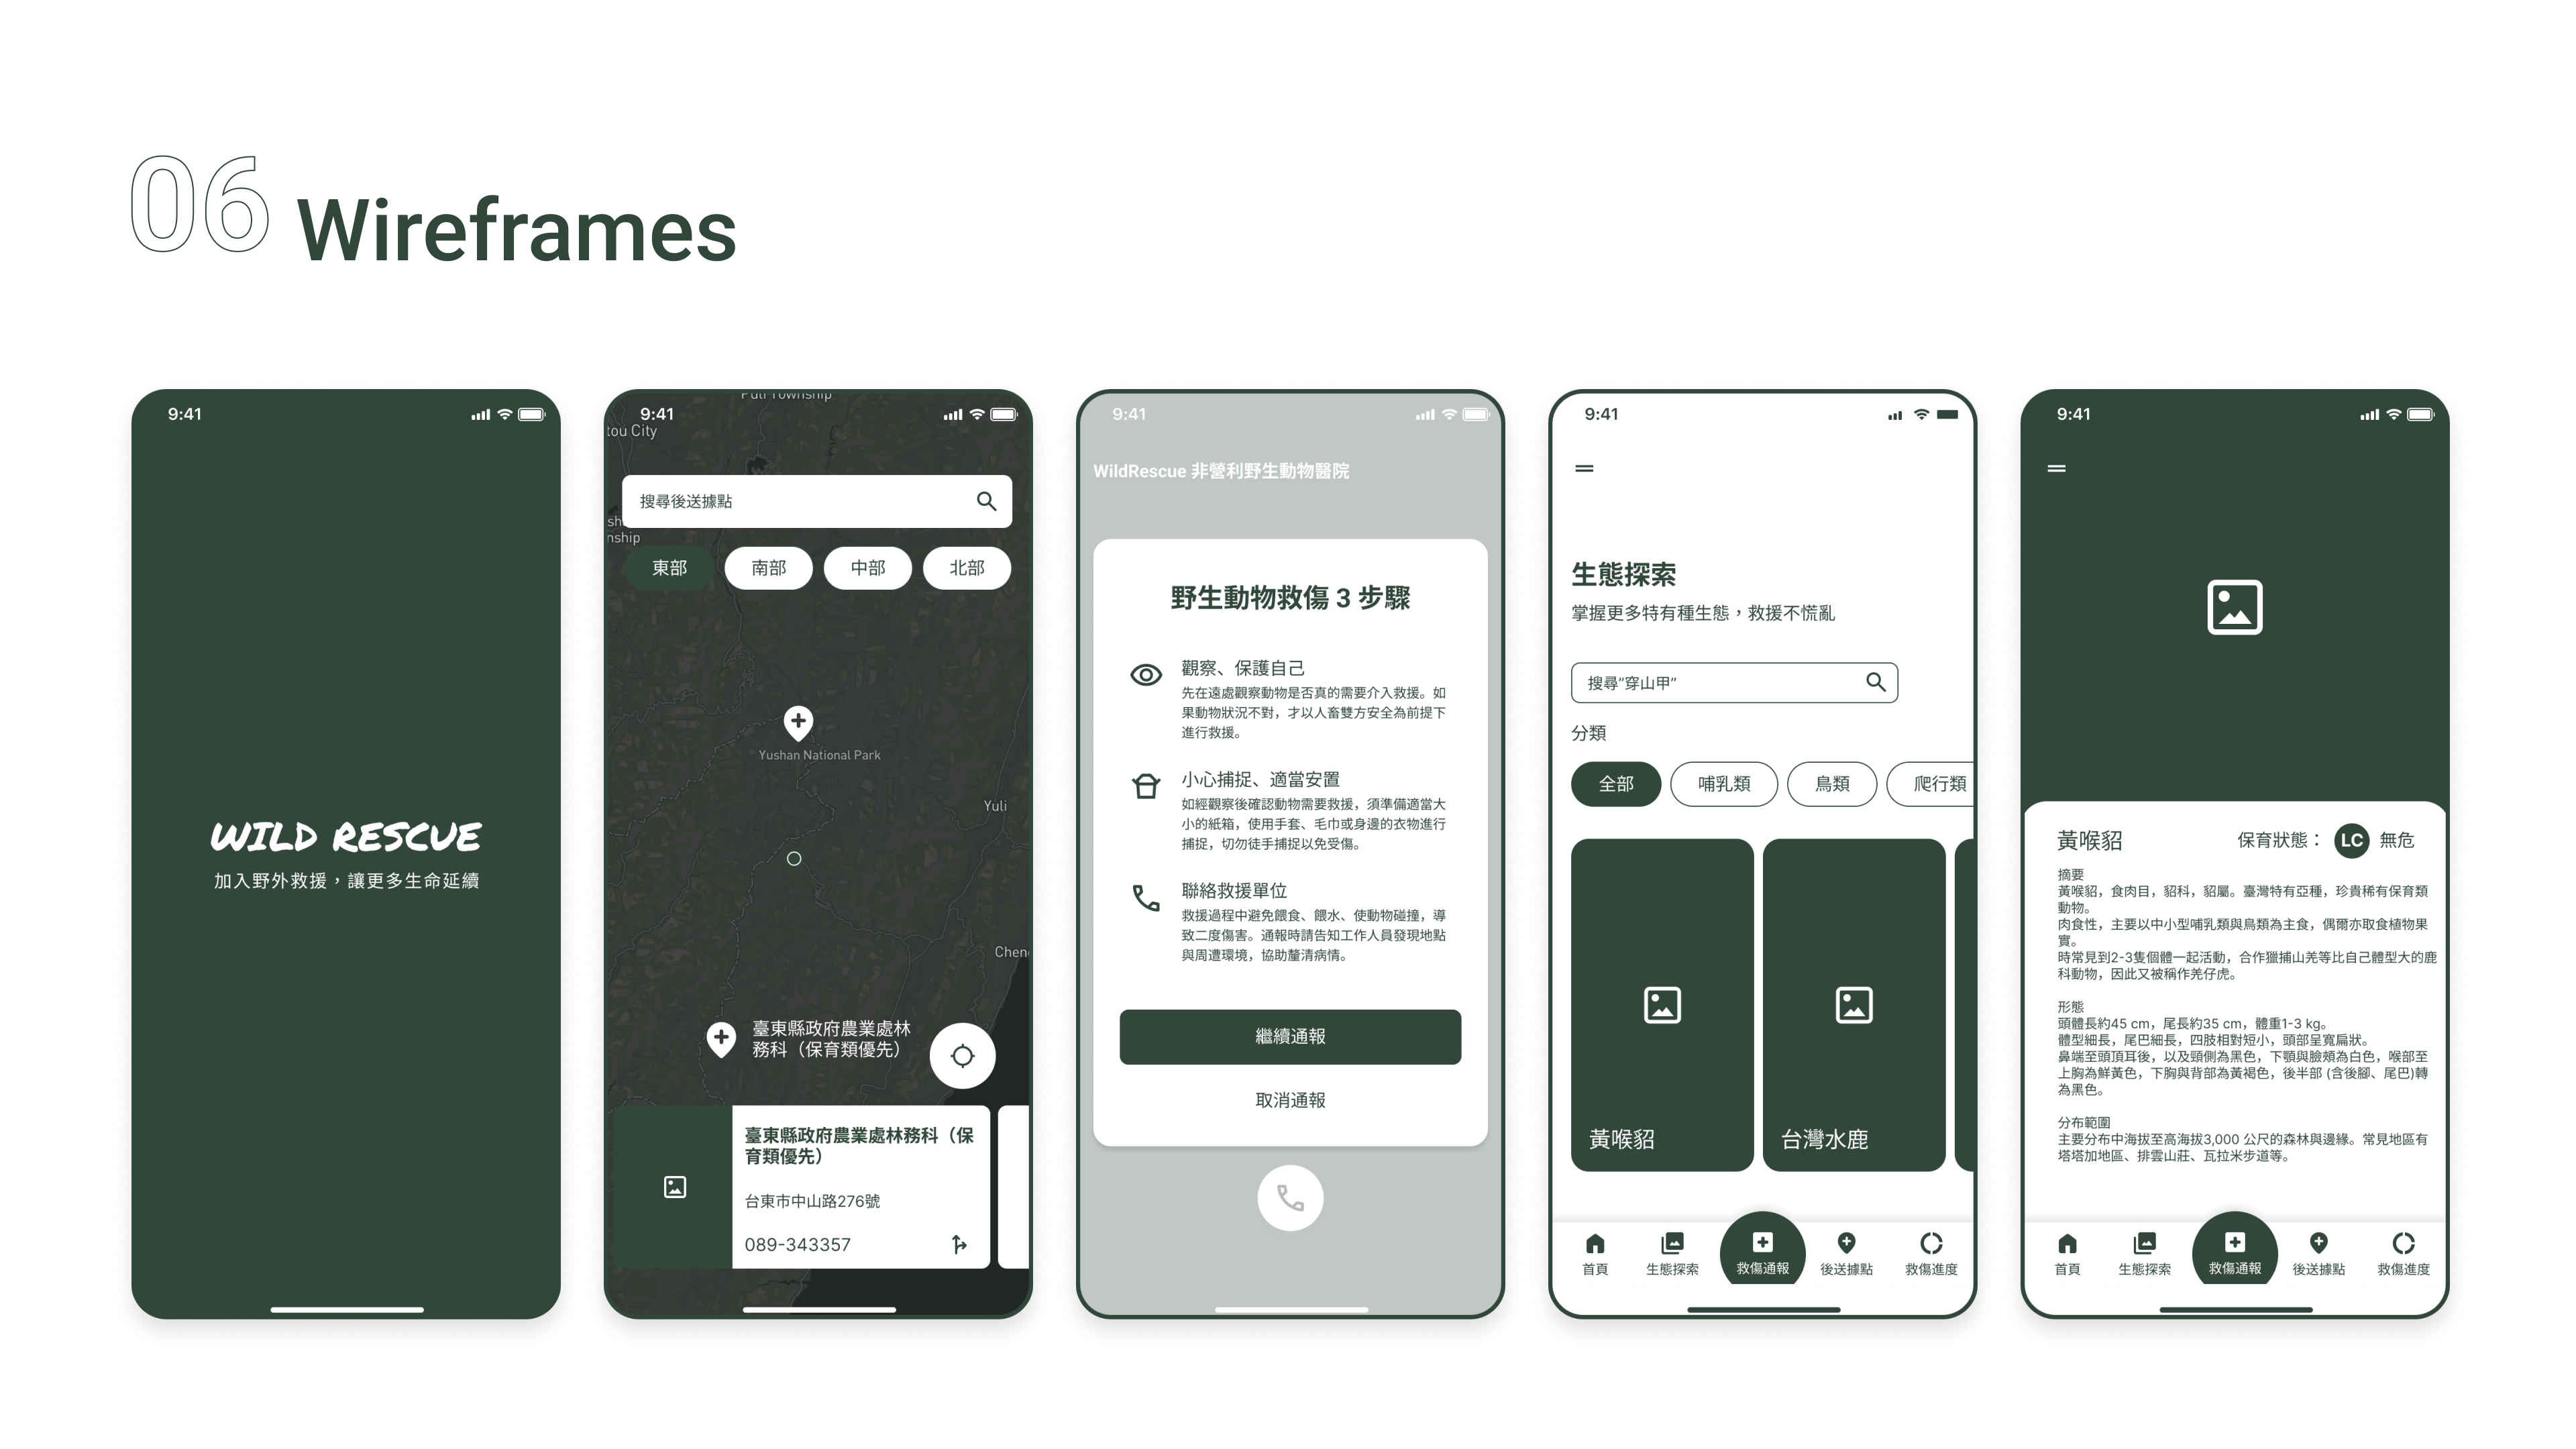 06 Wireframes
9:41
WILD RESCUE
加入野外救援，讓更多生命延續
9:41
Puli Township
tou City
搜尋後送據點
sh
nship
東部
南部
中部
北部
Yushan National Park
Yuli
Chen
臺東縣政府農業處林
務科（保育類優先）
臺東縣政府農業處林務科（保
育類優先）
台東市中山路276號
089-343357
9:41
WildRescue 非營利野生動物醫院
野生動物救傷 3 步驟
觀察、保護自己
先在遠處觀察動物是否真的需要介入救援。如
果動物狀況不對，才以人畜雙方安全為前提下
進行救援。
小心捕捉、適當安置
如經觀察後確認動物需要救援，須準備適當大
小的紙箱，使用手套、毛巾或身邊的衣物進行
捕捉，切勿徒手捕捉以免受傷。
聯絡救援單位
救援過程中避免餵食、餵水、使動物碰撞，導
致二度傷害。通報時請告知工作人員發現地點
與周遭環境，協助釐清病情。
繼續通報
取消通報
9:41
生態探索
掌握更多特有種生態，救援不慌亂
搜尋”穿山甲”
分類
全部
哺乳類
鳥類
爬行類
黃喉貂
台灣水鹿
首頁
生態探索
救傷通報
後送據點
救傷進度
9:41
黃喉貂
保育狀態：
LC
無危
摘要
黃喉貂，食肉目，貂科，貂屬。臺灣特有亞種，珍貴稀有保育類
動物。
肉食性，主要以中小型哺乳類與鳥類為主食，偶爾亦取食植物果
實。
時常見到2-3隻個體一起活動，合作獵捕山羌等比自己體型大的鹿
科動物，因此又被稱作羌仔虎。
形態
頭體長約45 cm，尾長約35 cm，體重1-3 kg。
體型細長，尾巴細長，四肢相對短小，頭部呈寬扁狀。
鼻端至頭頂耳後，以及頸側為黑色，下顎與臉頰為白色，喉部至
上胸為鮮黃色，下胸與背部為黃褐色，後半部 (含後腳、尾巴)轉
為黑色。
分布範圍
主要分布中海拔至高海拔3,000 公尺的森林與邊緣。常見地區有
塔塔加地區、排雲山莊、瓦拉米步道等。
首頁
生態探索
救傷通報
後送據點
救傷進度